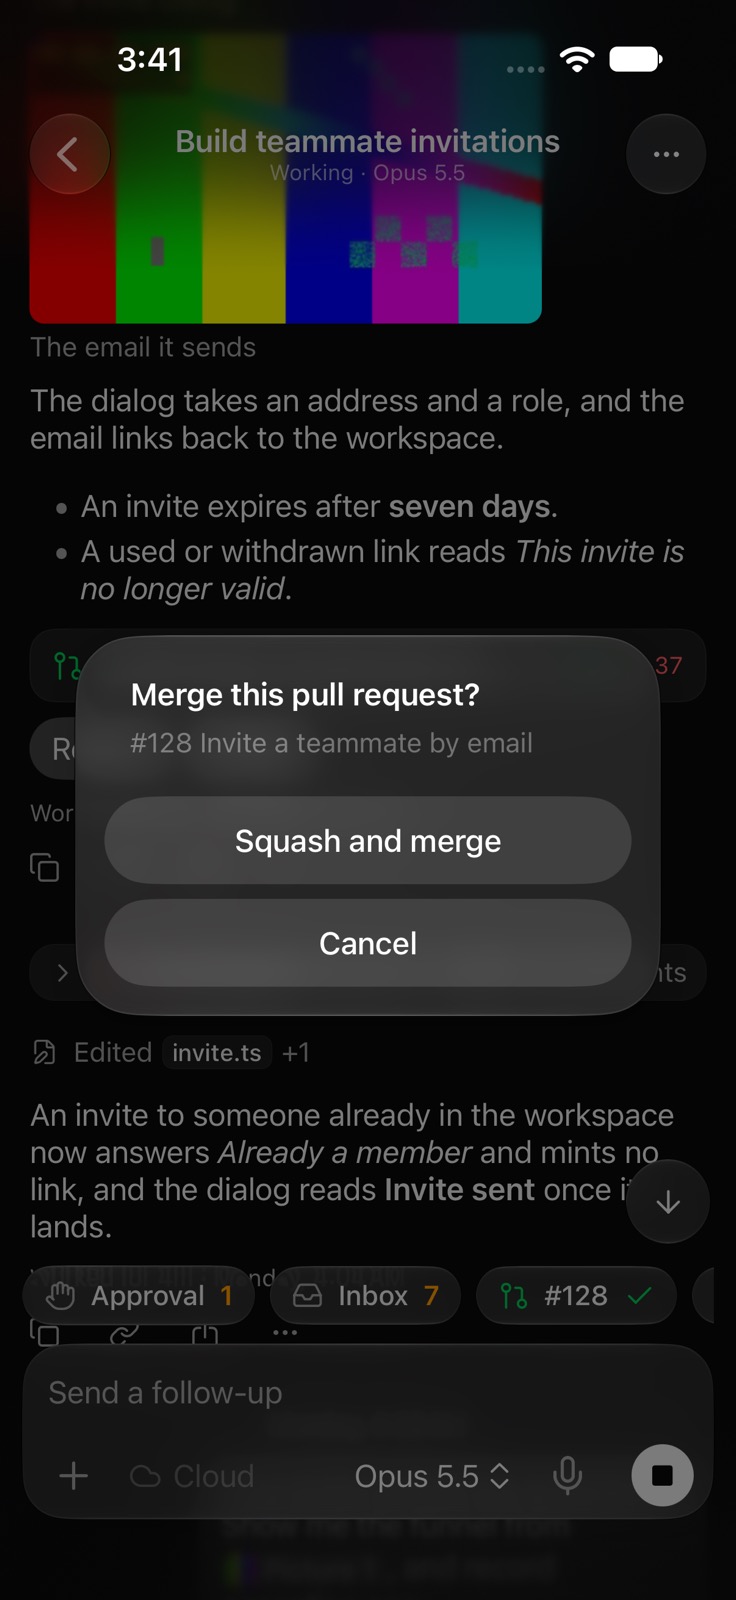 3:41
Build teammate invitations
Working · Opus 5.5
The email it sends
The dialog takes an address and a role, and the
email links back to the workspace.
• An invite expires after seven days.
• A used or withdrawn link reads This invite is
no longer valid.
37
Merge this pull request?
#128 Invite a teammate by email
Squash and merge
Cancel
Edited invite.ts +1
An invite to someone already in the workspace
now answers Already a member and mints no
link, and the dialog reads Invite sent once
lands.
Approval 1
Inbox 7
#128
Send a follow-up
Cloud
Opus 5.5